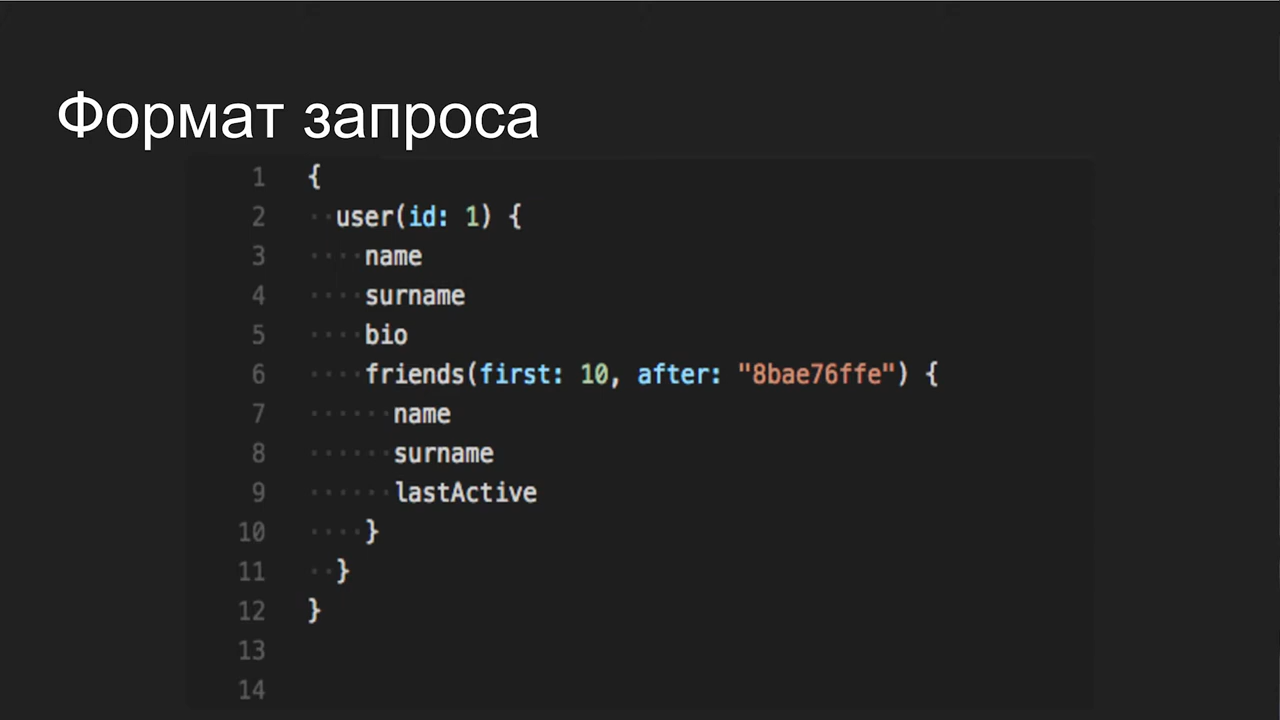 Формат запроса
1 {
2 user(id: 1) {
3 name
4 surname
5 bio
6 friends(first: 10, after: "8bae76ffe") {
7 name
8 surname
9 lastActive
10 }
11 }
12 }
13
14